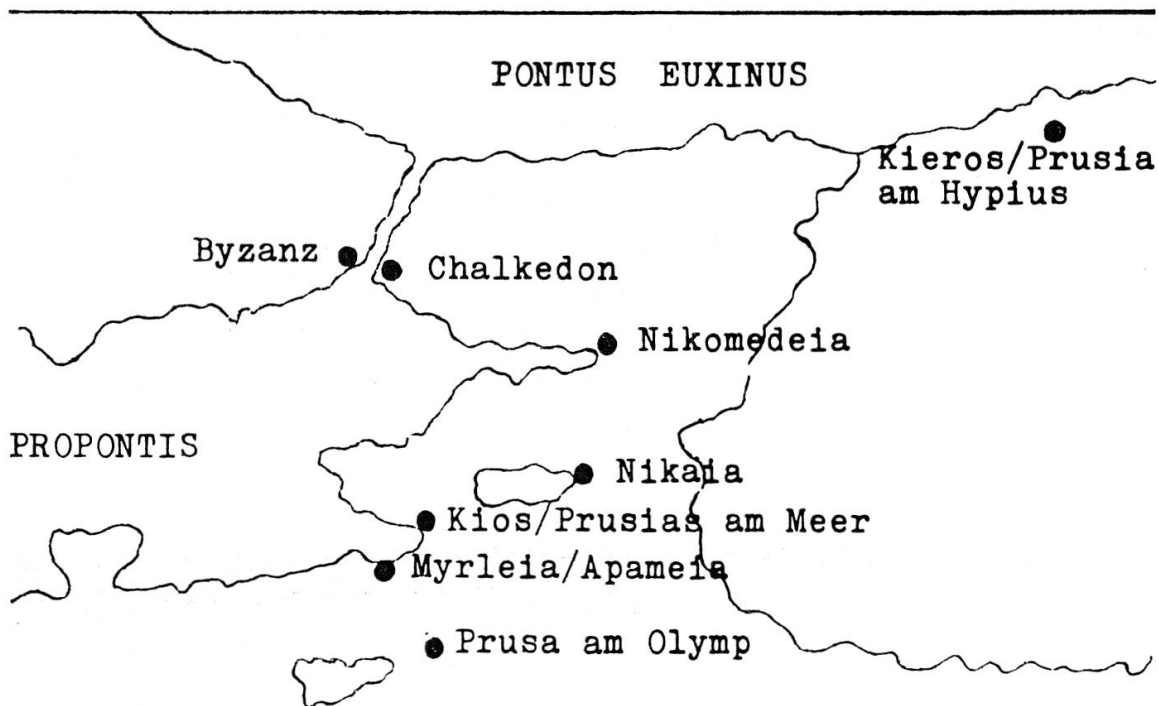 PONTUS EUXINUS
Kieros/Prusia
am Hypius
Byzanz
Chalkedon
Nikomedeia
PROPONTIS
Nikaia
Kios/Prusias am Meer
Myrleia/Apameia
Prusa am Olymp